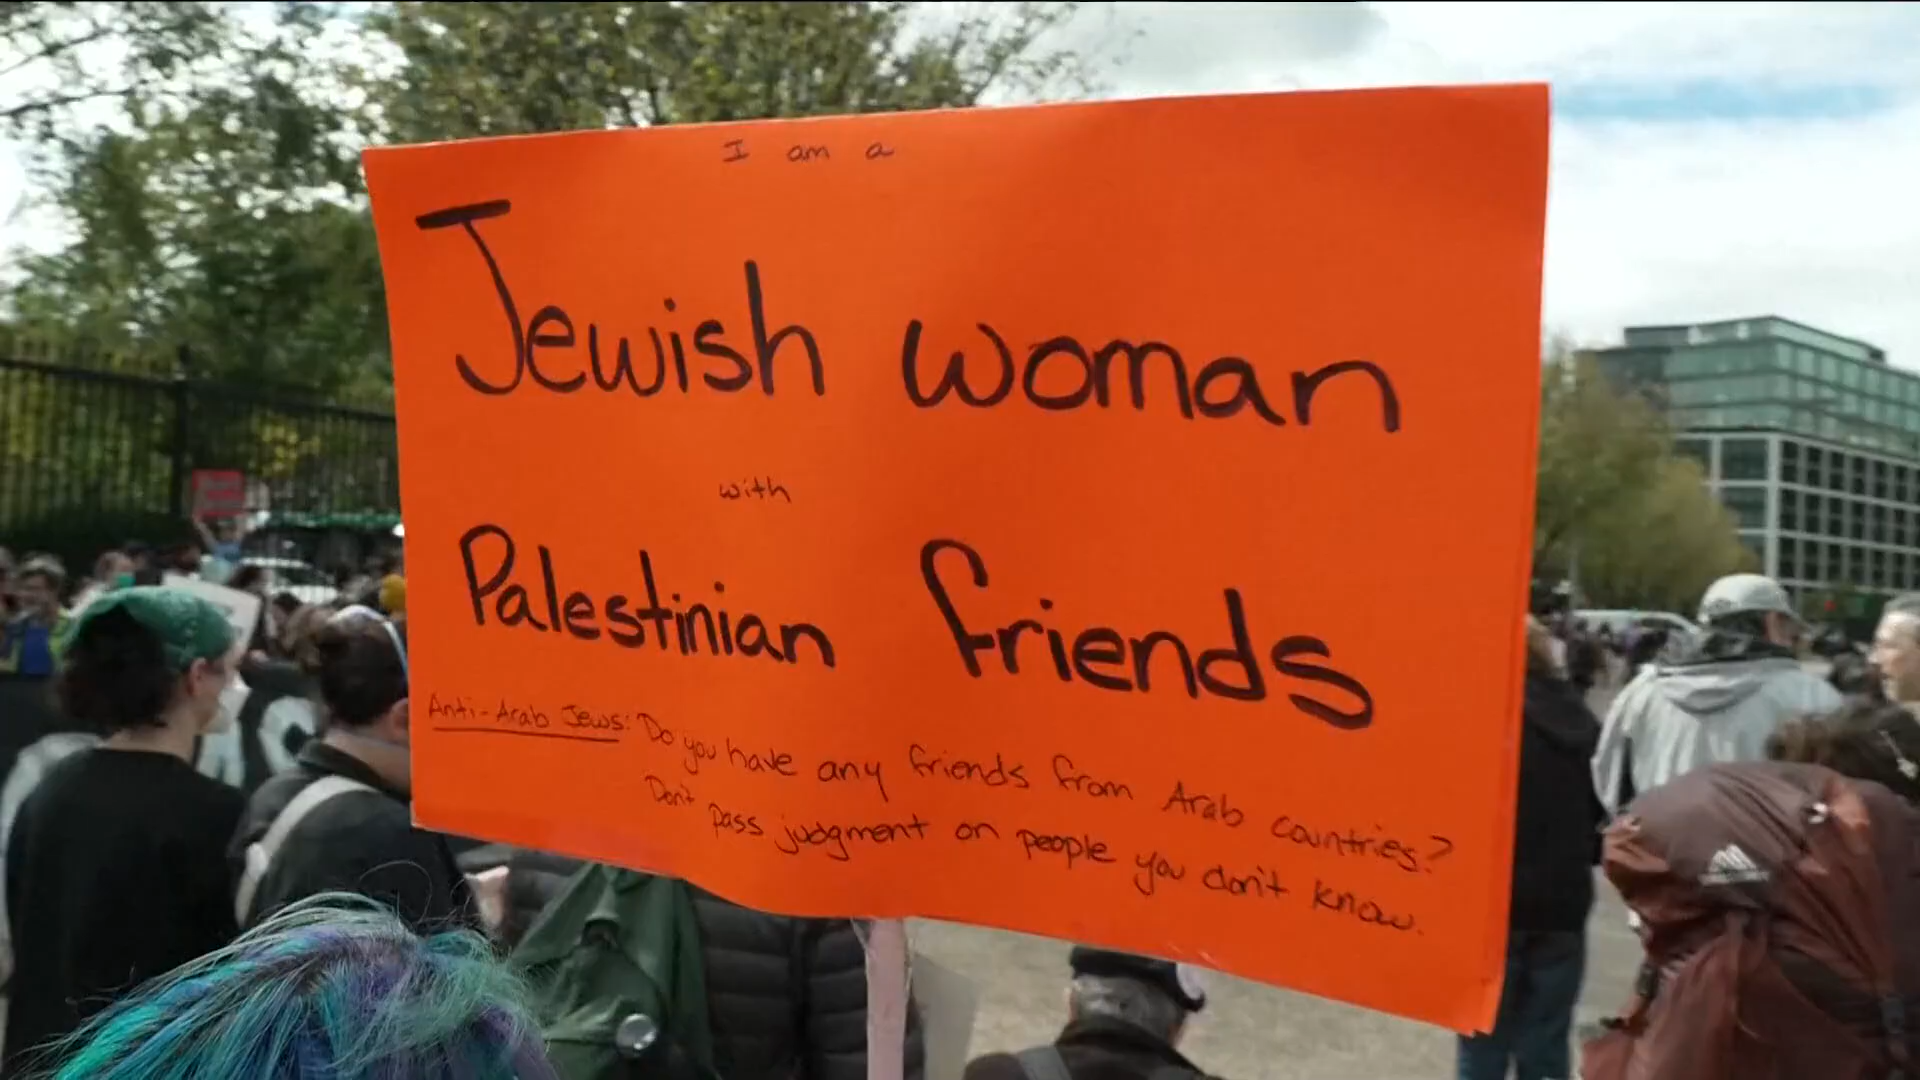 I am a
Jewish woman
with
Palestinian friends
Anti-Arab Jews: Do you have any friends from Arab countries?
Don't pass judgment on people you don't know.